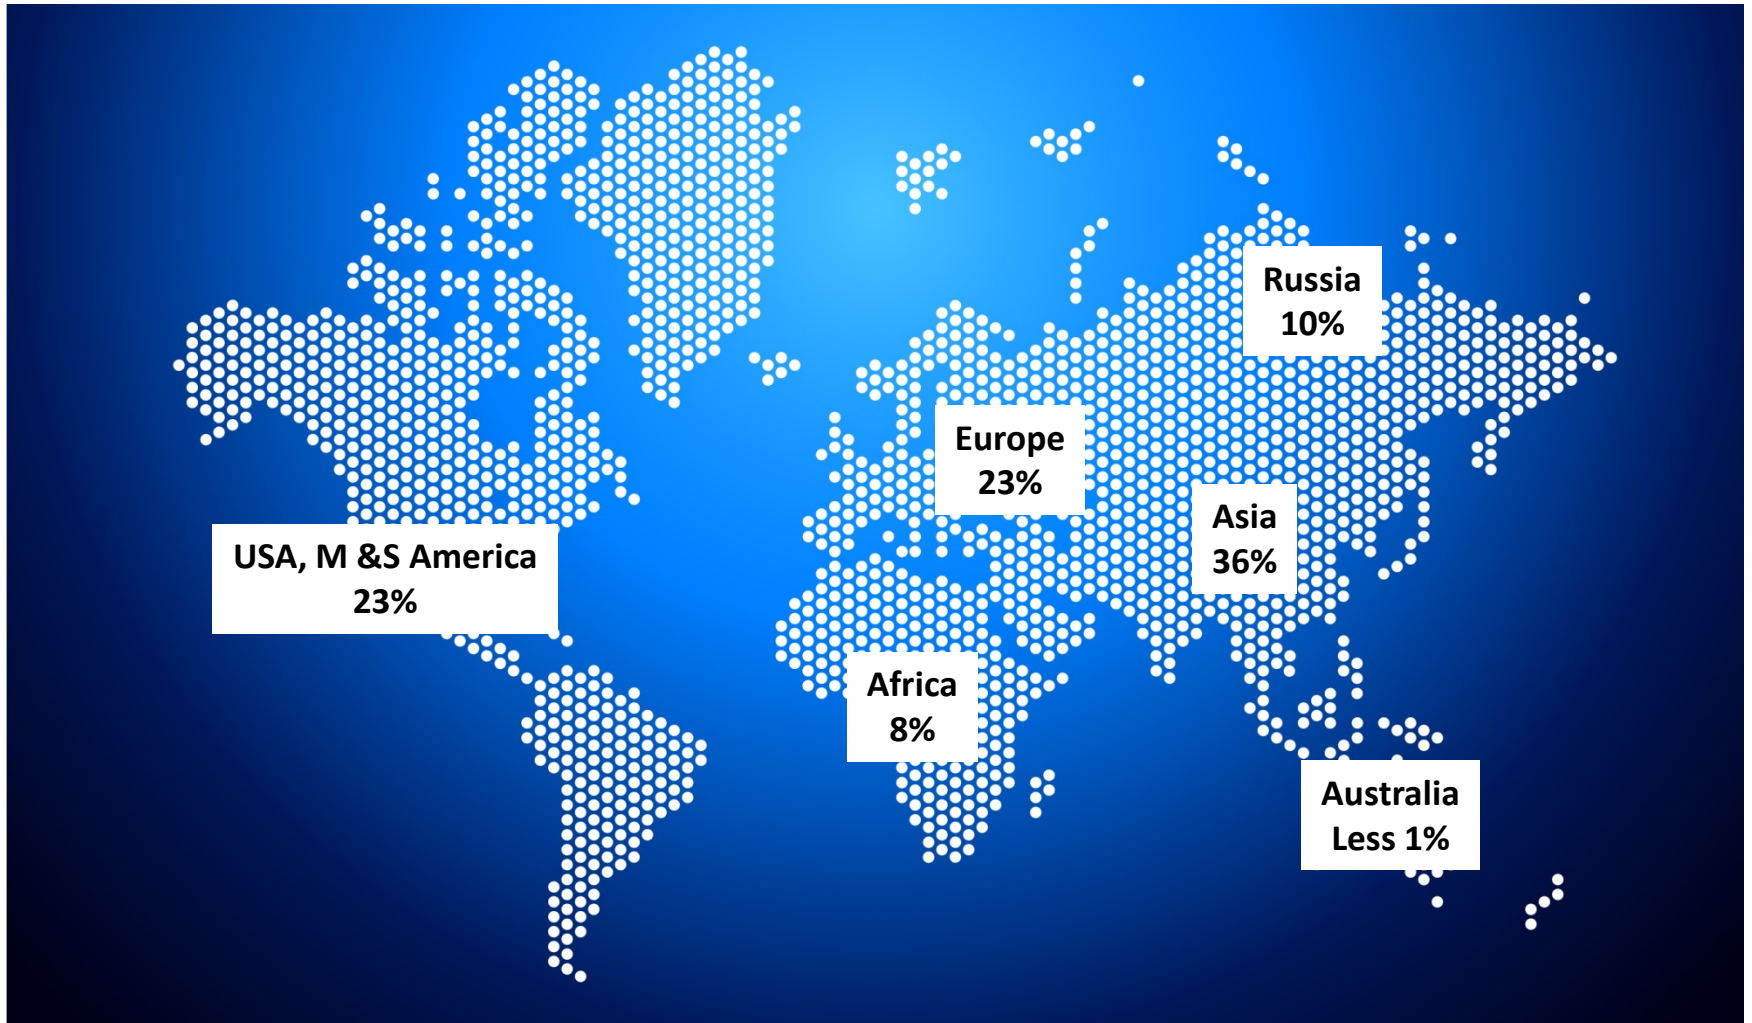 Russia
10%
Europe
23%
Asia
36%
USA, M &S America
23%
Africa
8%
Australia
Less 1%